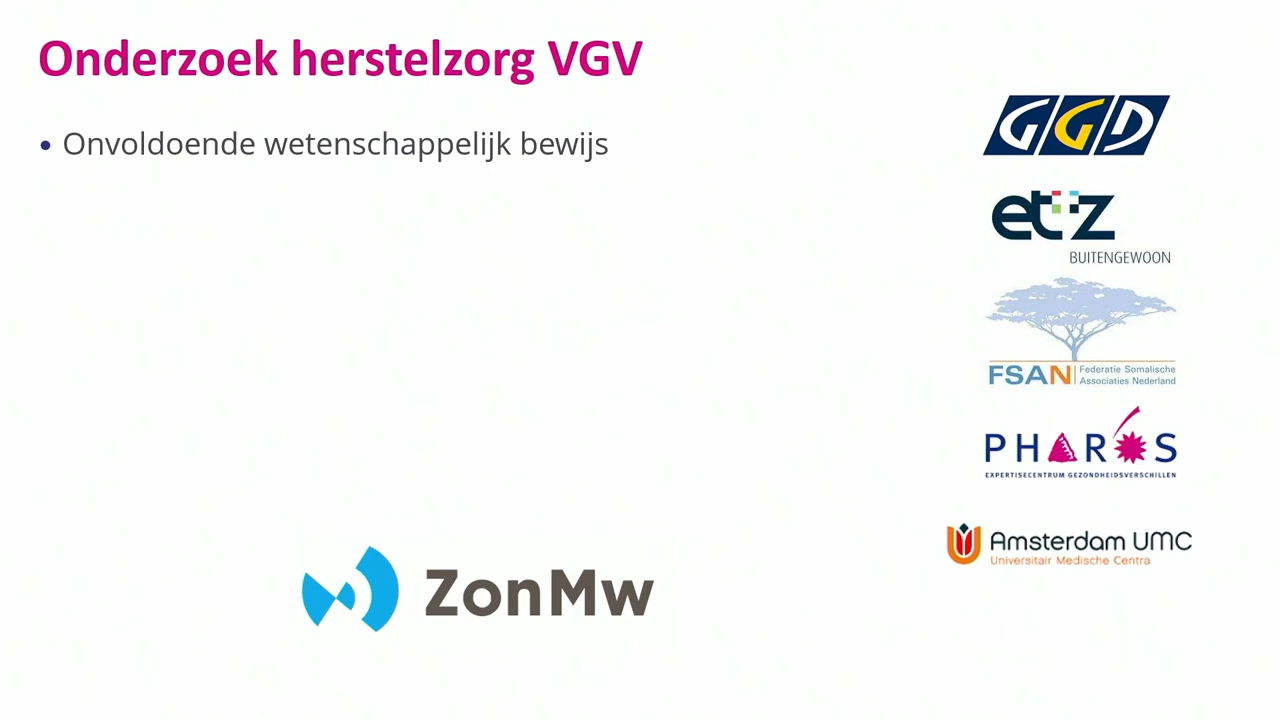 Onderzoek herstelzorg VGV
• Onvoldoende wetenschappelijk bewijs
GGD
etz
BUITENGEWOON
FSAN
Federatie Somalische
Associaties Nederland
PHAROS
EXPERTISECENTRUM GEZONDHEIDSVERSCHILLEN
Amsterdam UMC
Universitair Medische Centra
ZonMw